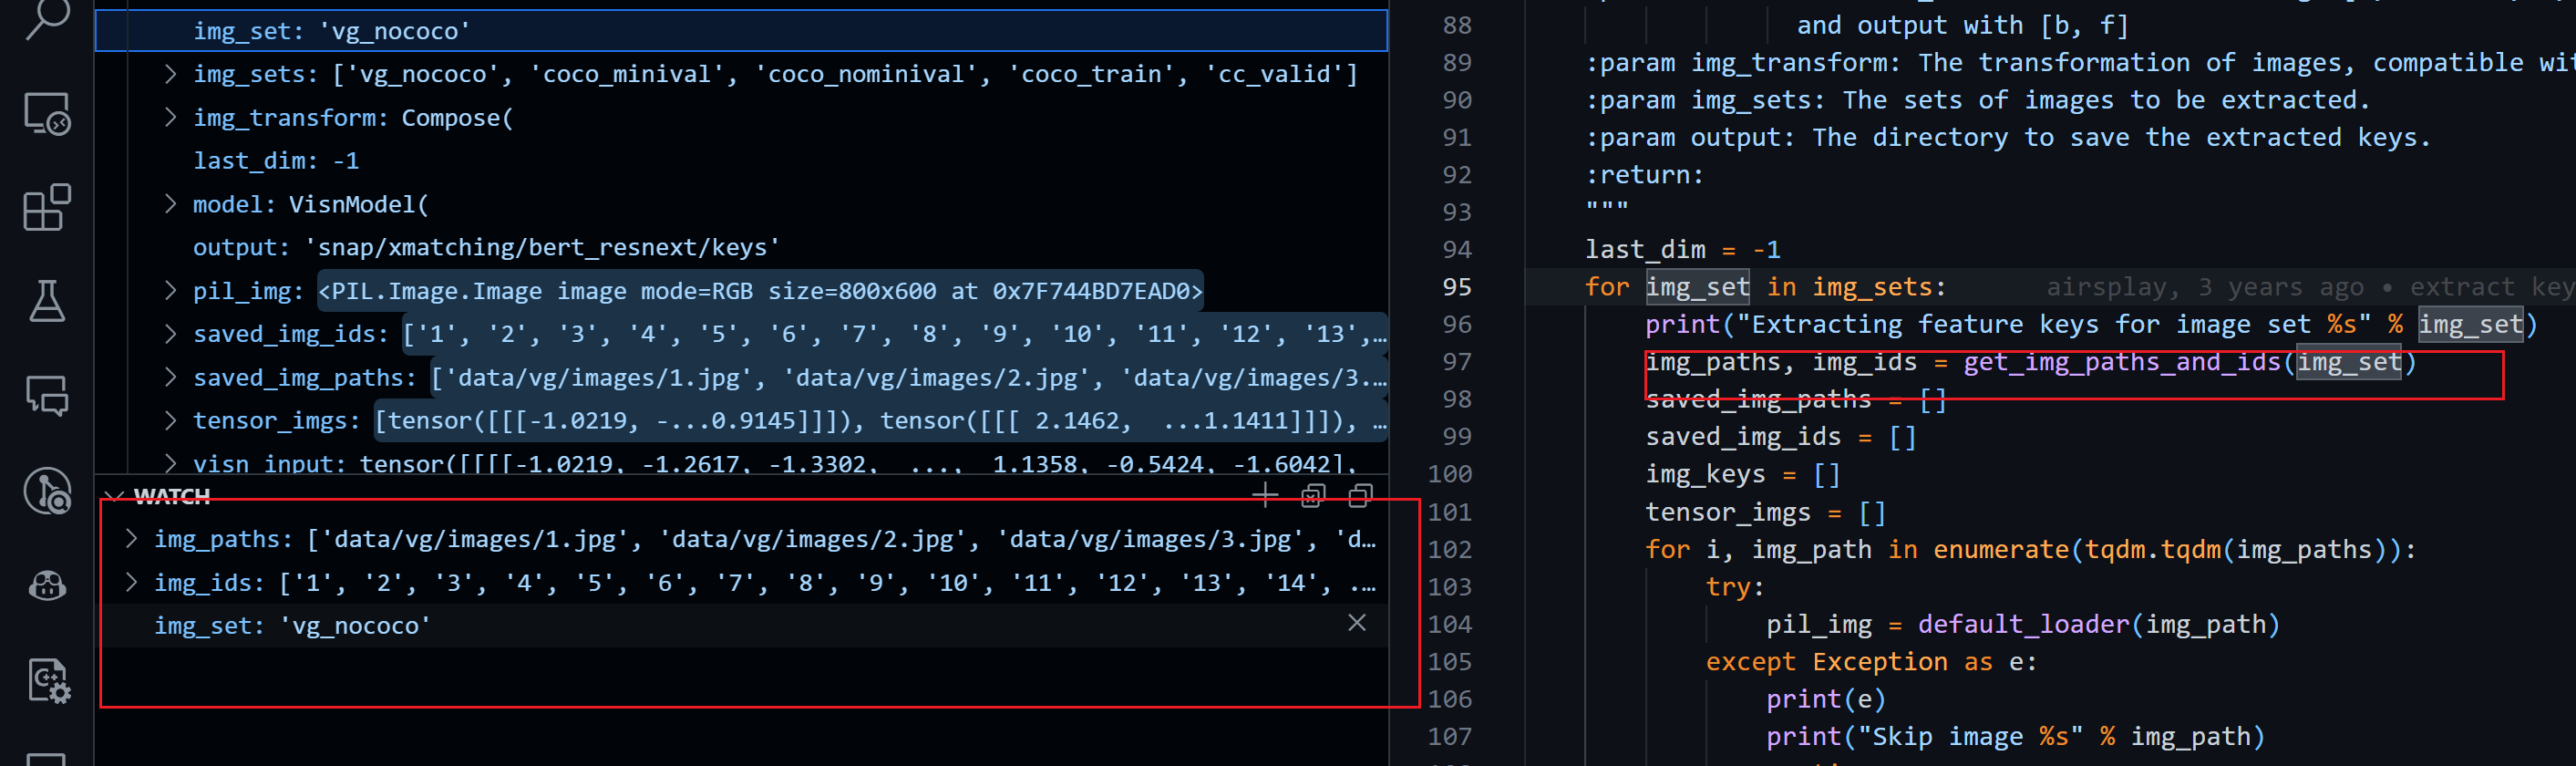 img_set: 'vg_nococo'
img_sets: ['vg_nococo', 'coco_minival', 'coco_nominival', 'coco_train', 'cc_valid']
img_transform: Compose(
last_dim: -1
model: VisnModel(
output: 'snap/xmatching/bert_resnext/keys'
pil_img: <PIL.Image.Image image mode=RGB size=800x600 at 0x7F744BD7EAD0>
saved_img_ids: ['1', '2', '3', '4', '5', '6', '7', '8', '9', '10', '11', '12', '13',…
saved_img_paths: ['data/vg/images/1.jpg', 'data/vg/images/2.jpg', 'data/vg/images/3.…
tensor_imgs: [tensor([[[-1.0219, -...0.9145]]]), tensor([[[ 2.1462,  ...1.1411]]]), …
visn_input: tensor([[[[-1.0219, -1.2617, -1.3302,  ...,  1.1358, -0.5424, -1.6042],
WATCH
img_paths: ['data/vg/images/1.jpg', 'data/vg/images/2.jpg', 'data/vg/images/3.jpg', 'd…
img_ids: ['1', '2', '3', '4', '5', '6', '7', '8', '9', '10', '11', '12', '13', '14', .…
img_set: 'vg_nococo'
88 and output with [b, f]
89 :param img_transform: The transformation of images, compatible wit
90 :param img_sets: The sets of images to be extracted.
91 :param output: The directory to save the extracted keys.
92 :return:
93 """
94 last_dim = -1
95 for img_set in img_sets: airsplay, 3 years ago • extract key
96 print("Extracting feature keys for image set %s" % img_set)
97 img_paths, img_ids = get_img_paths_and_ids(img_set)
98 saved_img_paths = []
99 saved_img_ids = []
100 img_keys = []
101 tensor_imgs = []
102 for i, img_path in enumerate(tqdm.tqdm(img_paths)):
103 try:
104 pil_img = default_loader(img_path)
105 except Exception as e:
106 print(e)
107 print("Skip image %s" % img_path)